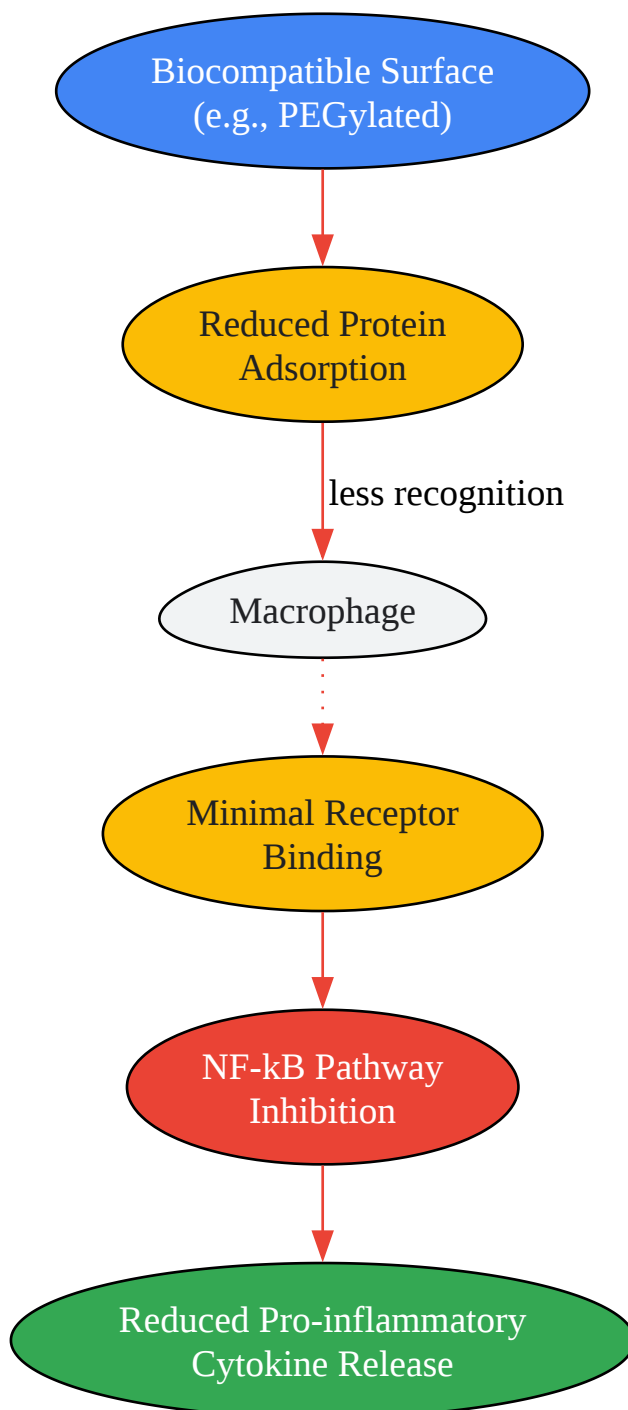 Biocompatible Surface
(e.g., PEGylated)
Reduced Protein
Adsorption
less recognition
Macrophage
Minimal Receptor
Binding
NF-kB Pathway
Inhibition
Reduced Pro-inflammatory
Cytokine Release